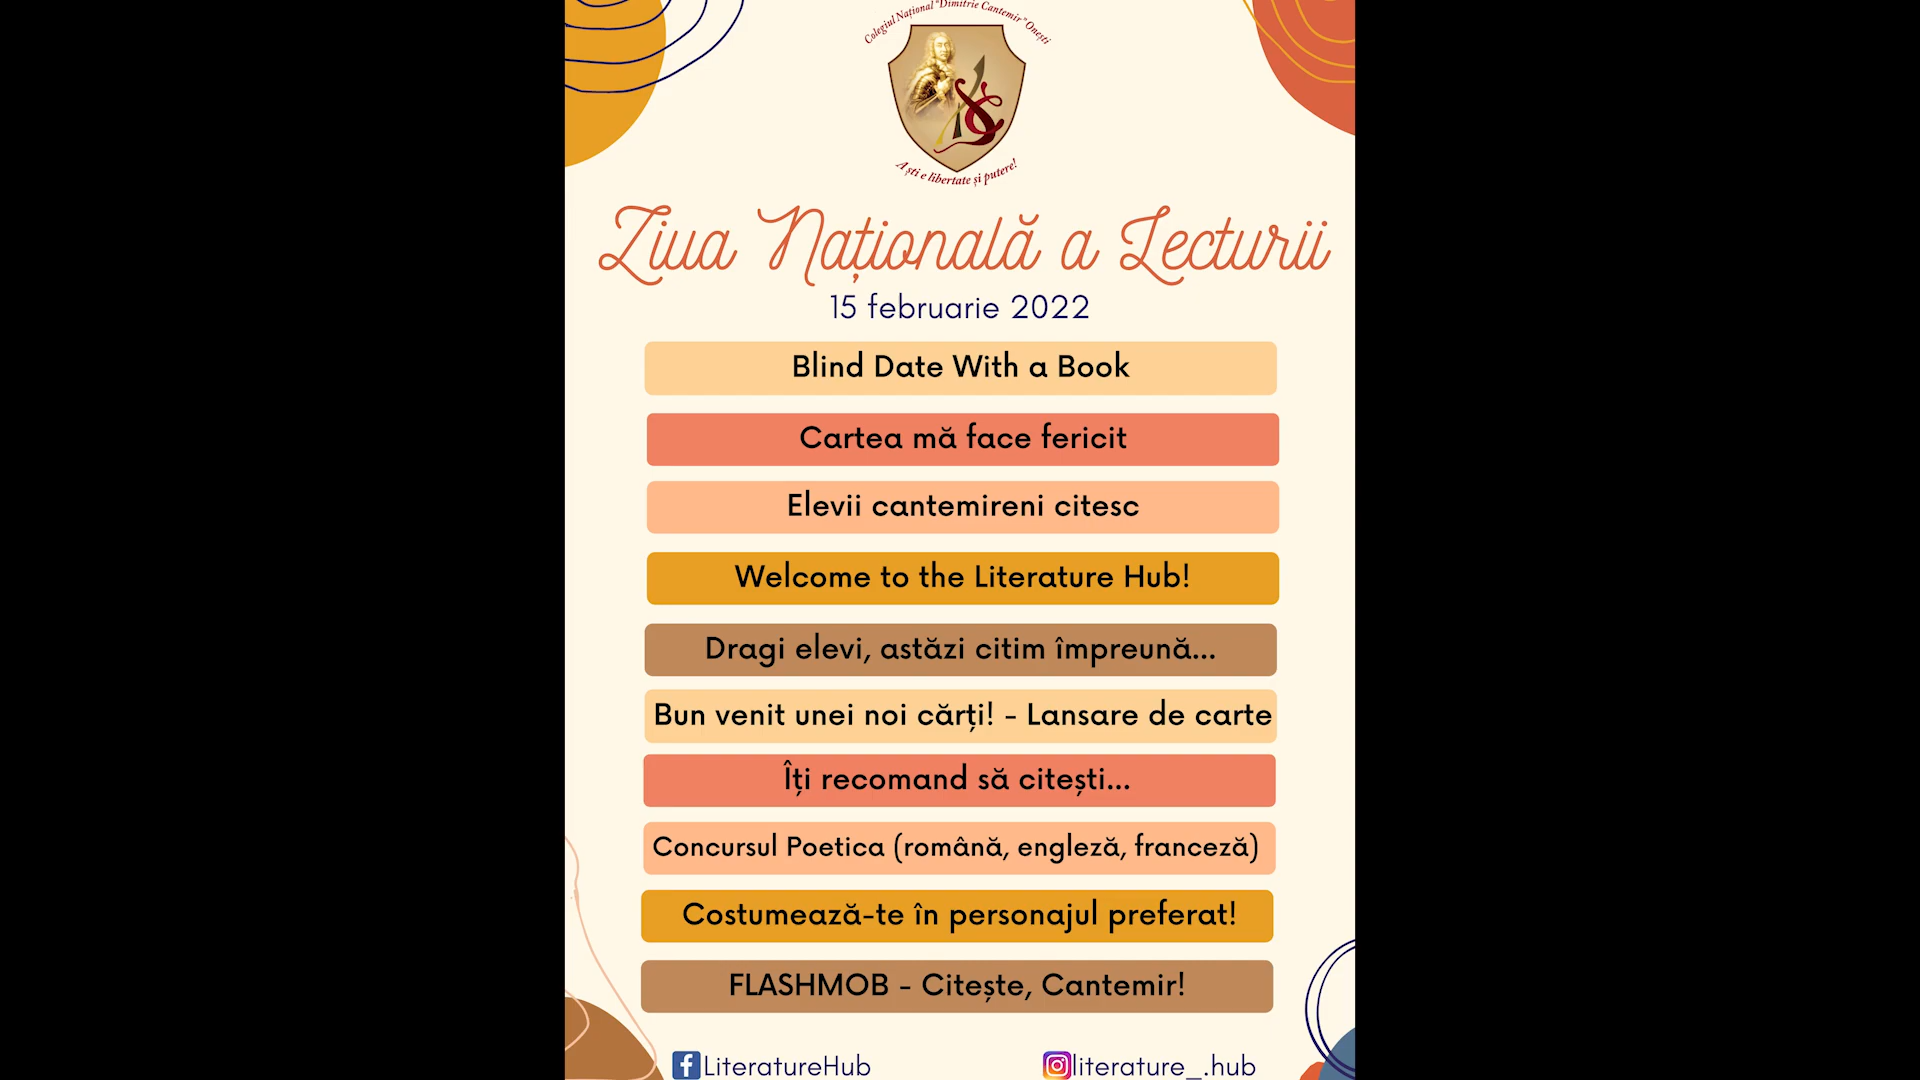 Colegiul Național "Dimitrie Cantemir" Onești
A ști e libertate și putere!
Ziua Națională a Lecturii
15 februarie 2022
Blind Date With a Book
Cartea mă face fericit
Elevii cantemireni citesc
Welcome to the Literature Hub!
Dragi elevi, astăzi citim împreună...
Bun venit unei noi cărți! - Lansare de carte
Îți recomand să citești...
Concursul Poetica (română, engleză, franceză)
Costumează-te în personajul preferat!
FLASHMOB - Citește, Cantemir!
LiteratureHub
literature_.hub